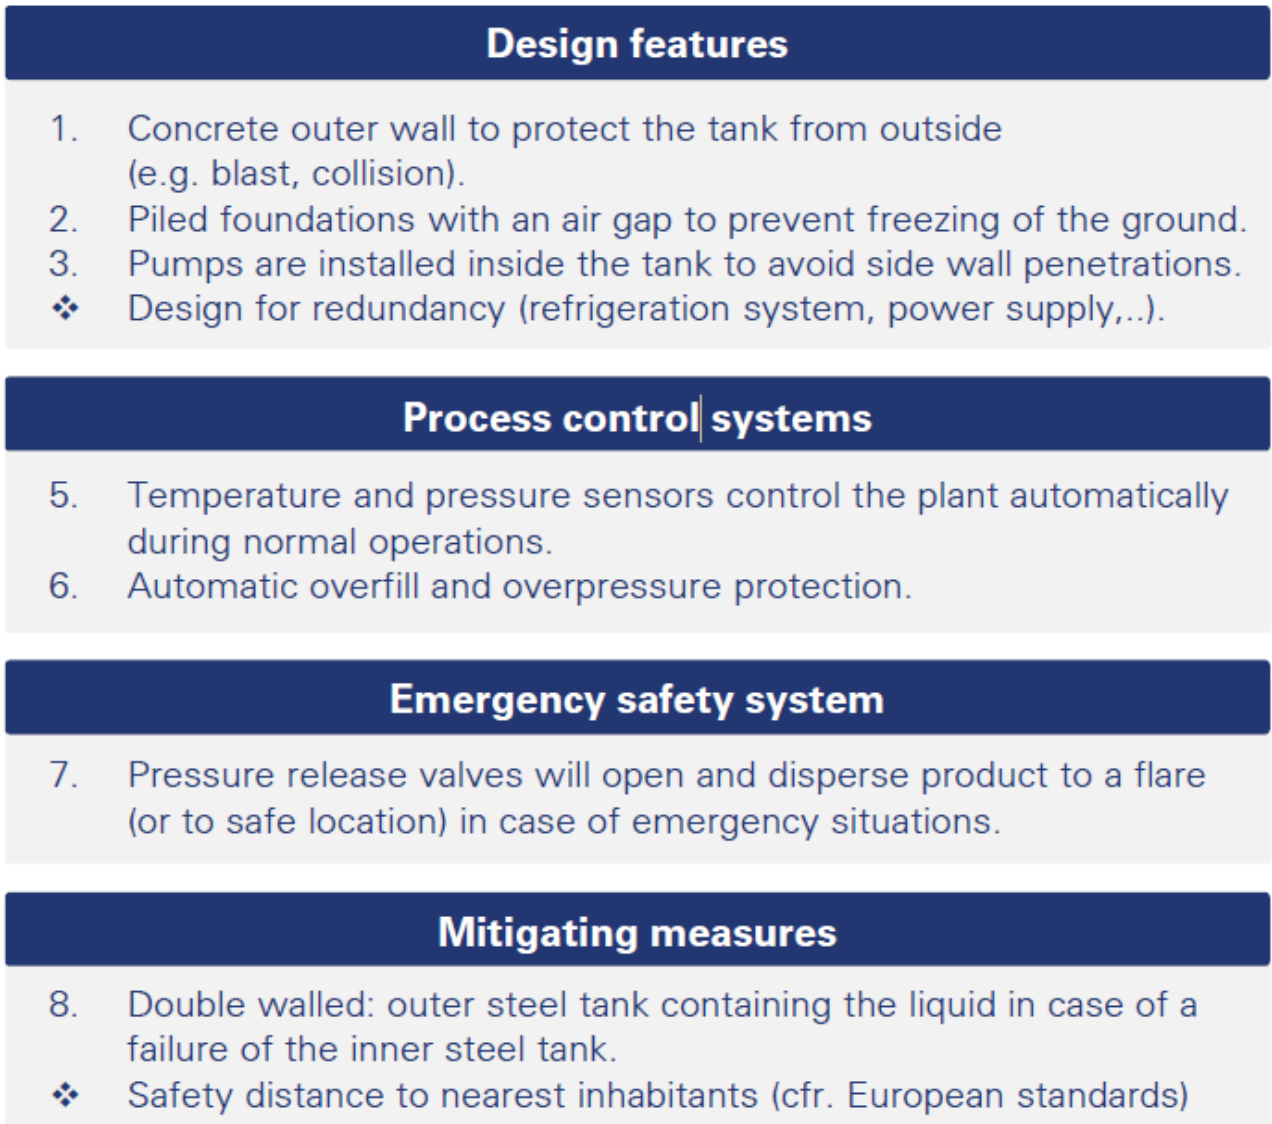 Design features
1. Concrete outer wall to protect the tank from outside
(e.g. blast, collision).
2. Piled foundations with an air gap to prevent freezing of the ground.
3. Pumps are installed inside the tank to avoid side wall penetrations.
❖ Design for redundancy (refrigeration system, power supply,..).
Process control systems
5. Temperature and pressure sensors control the plant automatically
during normal operations.
6. Automatic overfill and overpressure protection.
Emergency safety system
7. Pressure release valves will open and disperse product to a flare
(or to safe location) in case of emergency situations.
Mitigating measures
8. Double walled: outer steel tank containing the liquid in case of a
failure of the inner steel tank.
❖ Safety distance to nearest inhabitants (cfr. European standards)